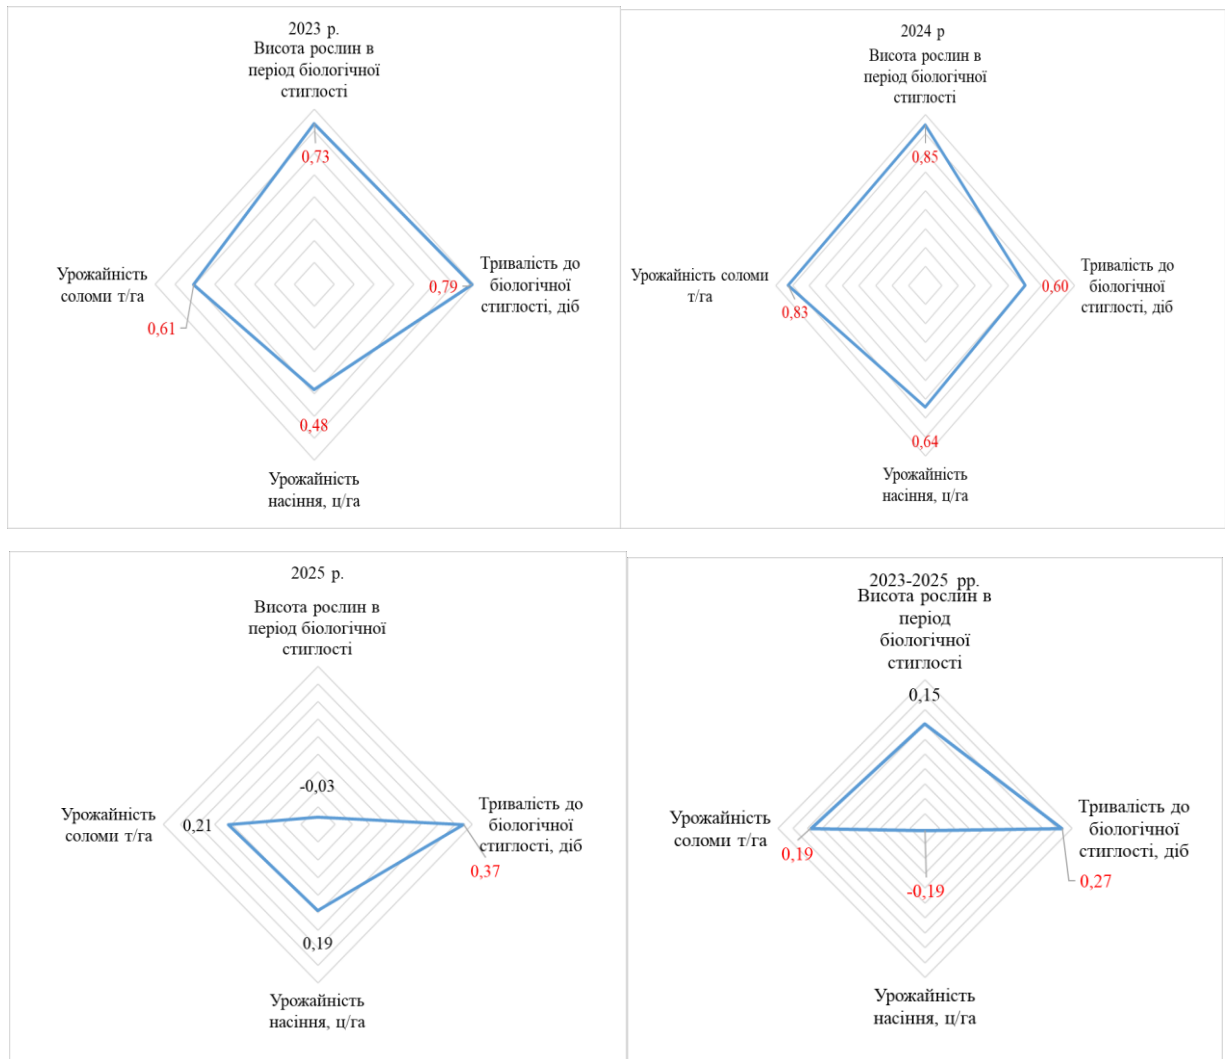 2023 р.
Висота рослин в
період біологічної
стиглості
0,73
Урожайність
соломи т/га
0,61
0,79
Тривалість до
біологічної
стиглості, діб
0,48
Урожайність
насіння, ц/га
2024 р
Висота рослин в
період біологічної
стиглості
0,85
Урожайність соломи
т/га
0,83
0,60
Тривалість до
біологічної
стиглості, діб
0,64
Урожайність
насіння, ц/га
2025 р.
Висота рослин в
період біологічної
стиглості
-0,03
Урожайність
соломи т/га
0,21
Тривалість до
біологічної
стиглості, діб
0,37
0,19
Урожайність
насіння, ц/га
2023-2025 рр.
Висота рослин в
період
біологічної
стиглості
0,15
Урожайність
соломи т/га
0,19
Тривалість до
біологічної
стиглості, діб
0,27
-0,19
Урожайність
насіння, ц/га